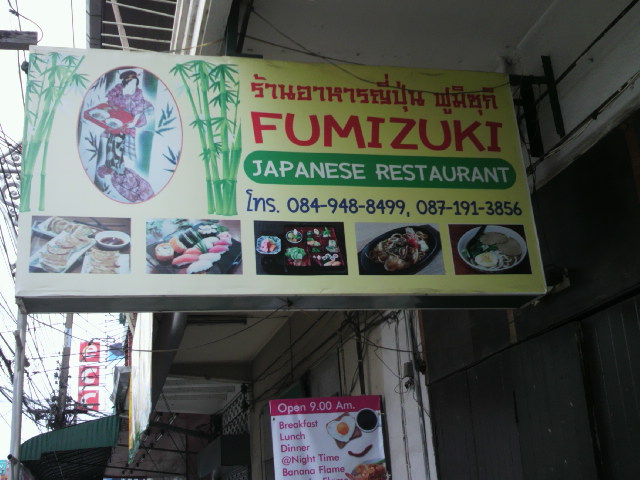 ร้านอาหารญี่ปุ่น ฟูมิซุกิ
FUMIZUKI
JAPANESE RESTAURANT
โทร. 084-948-8499, 087-191-3856
Open 9.00 Am.
Breakfast
Lunch
Dinner
@Night Time
Banana Flame